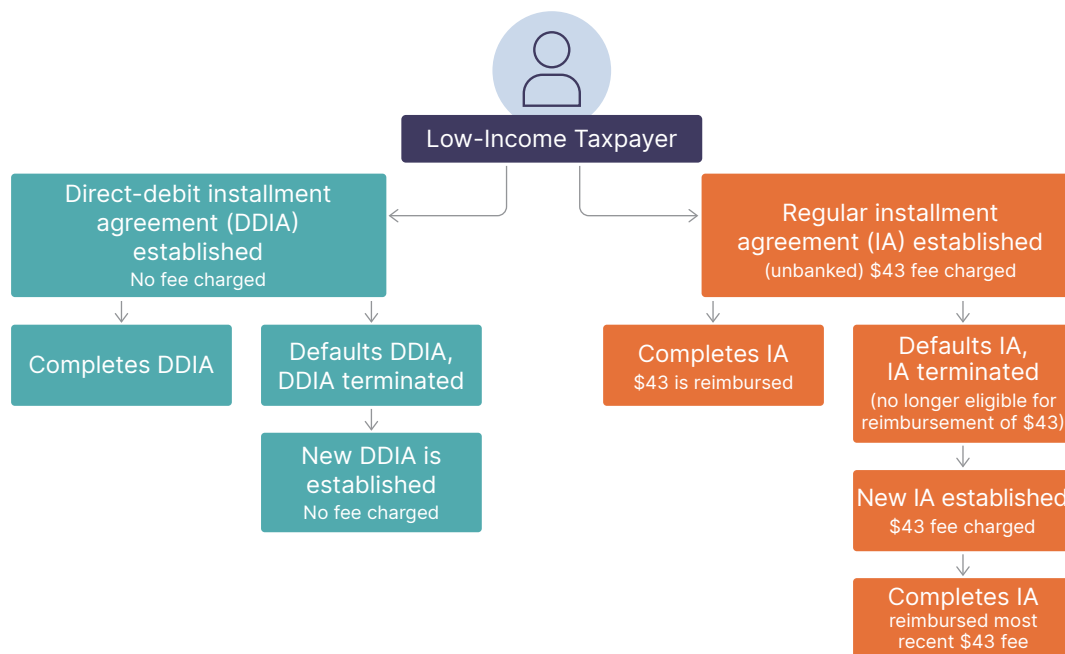 Low-Income Taxpayer
Direct-debit installment
agreement (DDIA)
established
No fee charged
Completes DDIA
Defaults DDIA,
DDIA terminated
New DDIA is
established
No fee charged
Regular installment
agreement (IA) established
(unbanked) $43 fee charged
Completes IA
$43 is reimbursed
Defaults IA,
IA terminated
(no longer eligible for
reimbursement of $43)
New IA established
$43 fee charged
Completes IA
reimbursed most
recent $43 fee